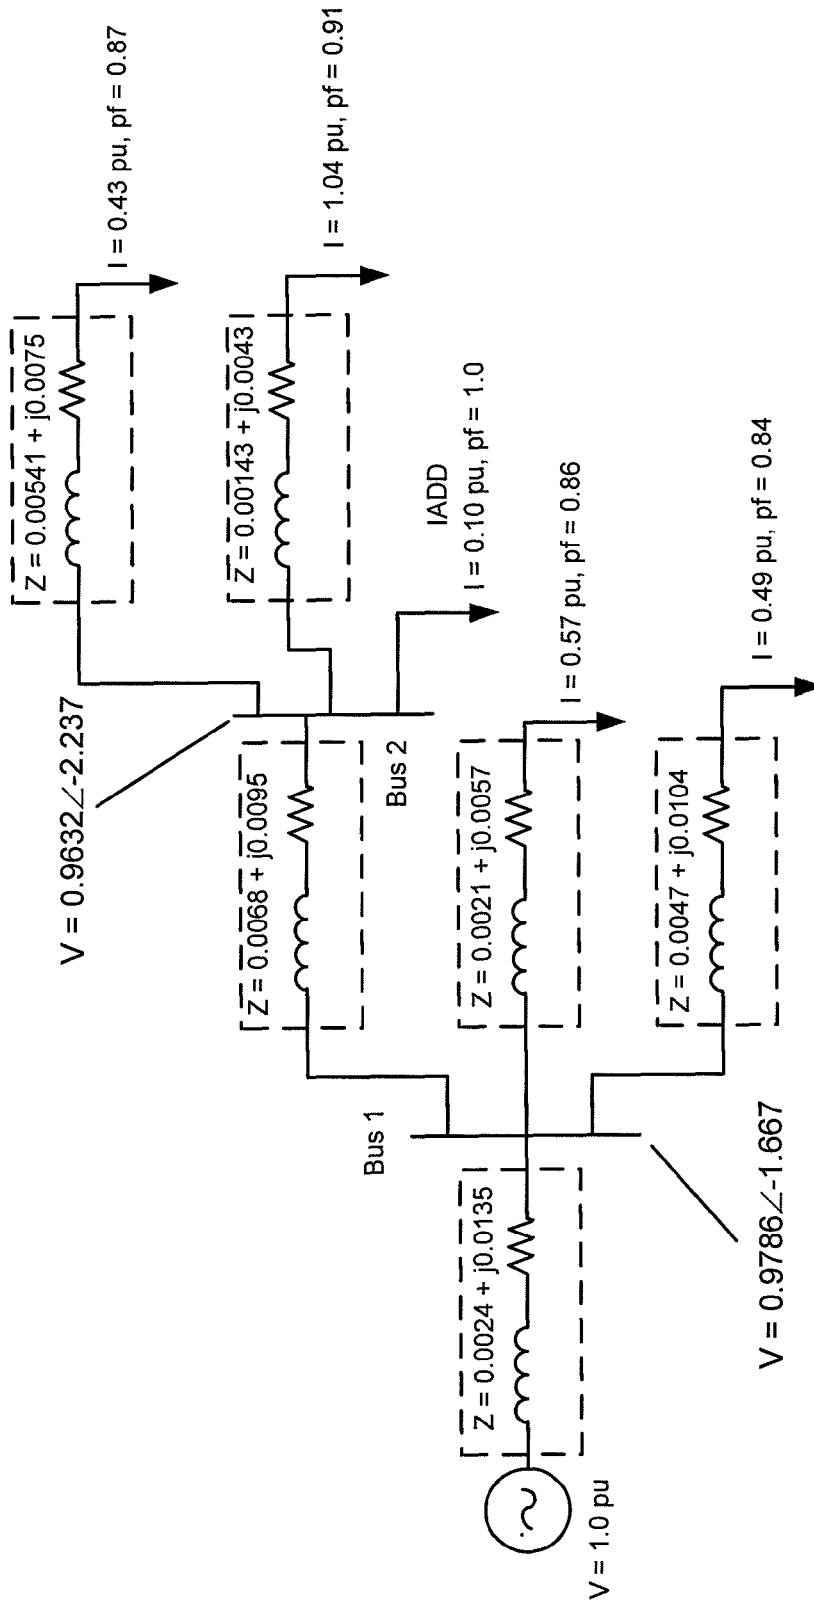 V = 1.0 pu
Z = 0.0024 + j0.0135
Bus 1
V = 0.9786∠-1.667
Z = 0.0068 + j0.0095
Z = 0.0021 + j0.0057
I = 0.57 pu, pf = 0.86
Z = 0.0047 + j0.0104
I = 0.49 pu, pf = 0.84
V = 0.9632∠-2.237
Bus 2
Z = 0.00541 + j0.0075
I = 0.43 pu, pf = 0.87
Z = 0.00143 + j0.0043
I = 1.04 pu, pf = 0.91
IADD
I = 0.10 pu, pf = 1.0